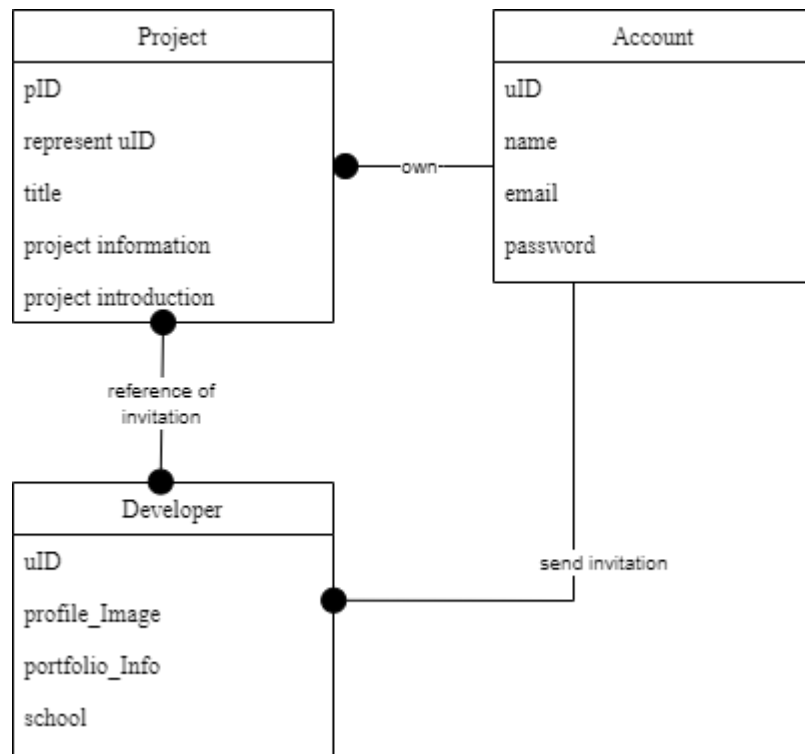 Project
pID
represent uID
title
project information
project introduction
Account
uID
name
email
password
own
reference of
invitation
send invitation
Developer
uID
profile_Image
portfolio_Info
school